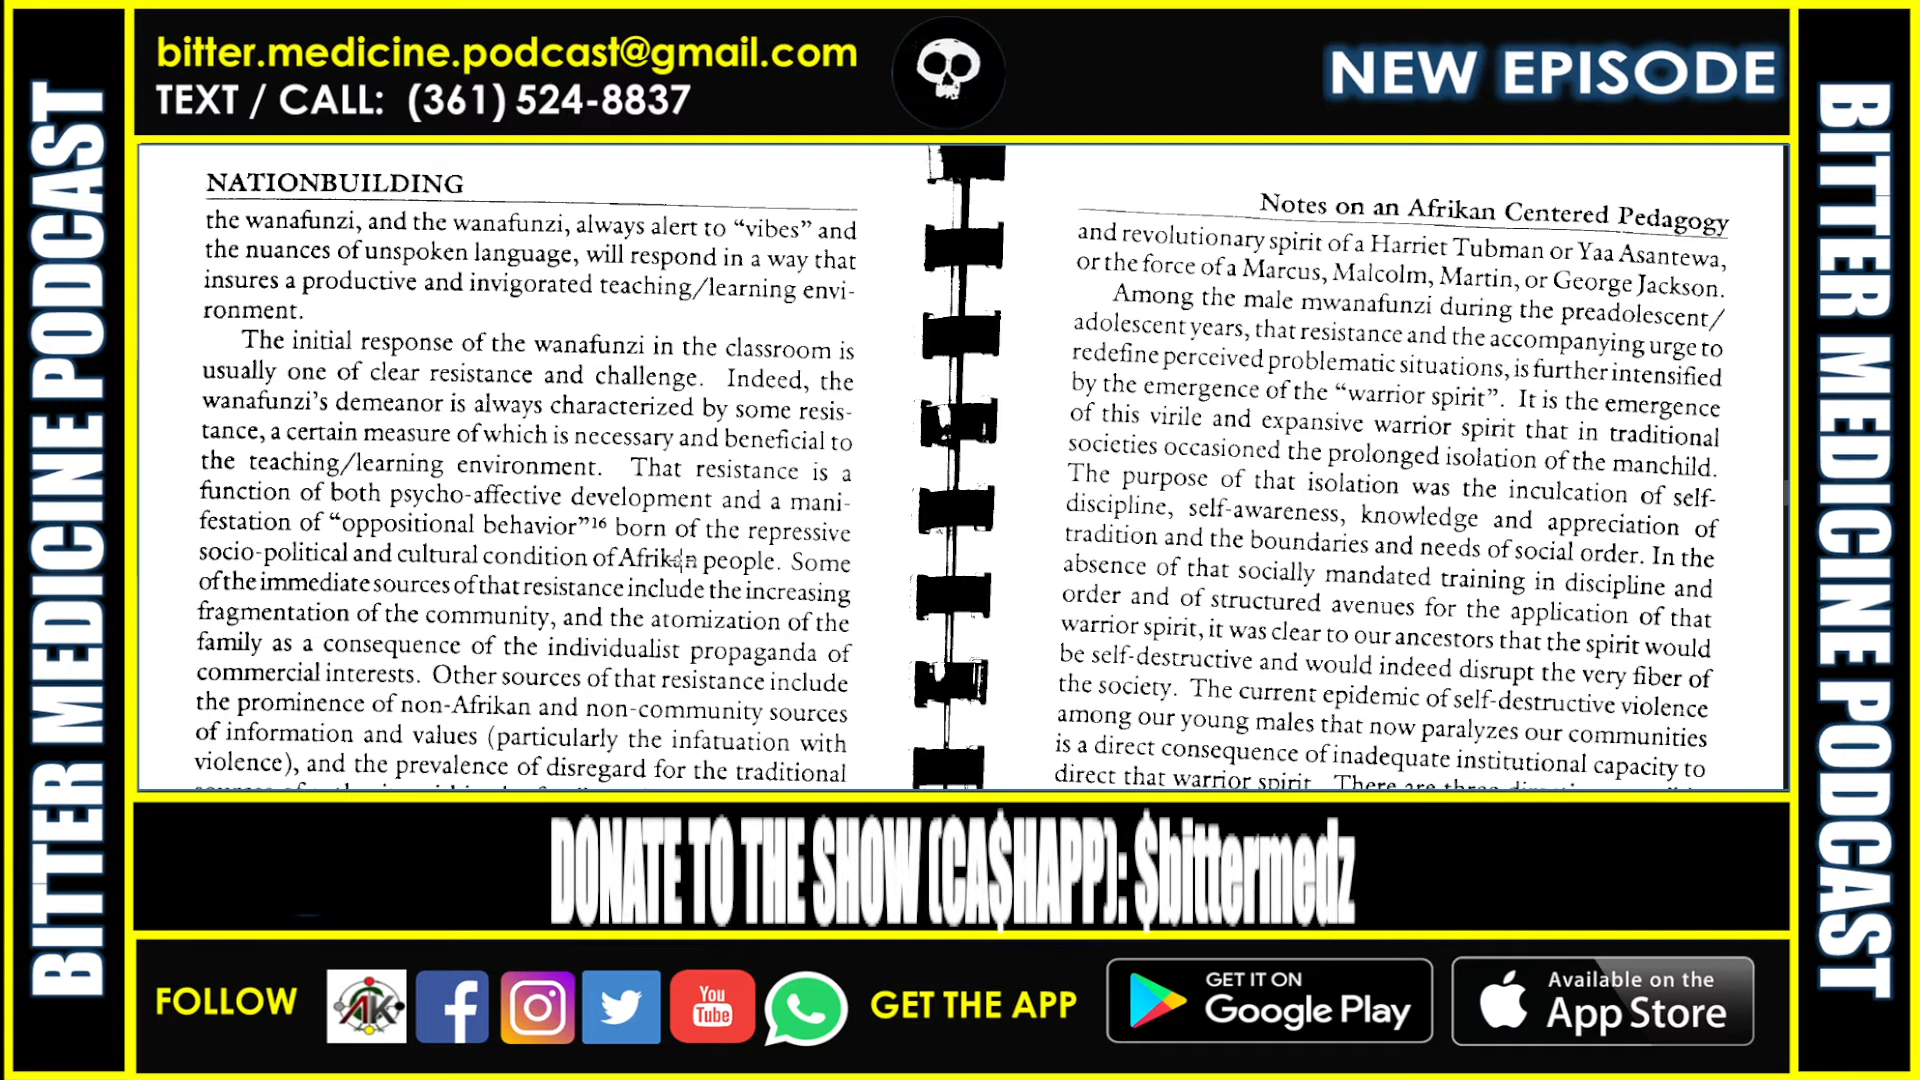 BITTER MEDICINE PODCAST
bitter.medicine.podcast@gmail.com
TEXT / CALL: (361) 524-8837
NEW EPISODE
NATIONBUILDING
the wanafunzi, and the wanafunzi, always alert to “vibes” and
the nuances of unspoken language, will respond in a way that
insures a productive and invigorated teaching/learning envi-
ronment.
The initial response of the wanafunzi in the classroom is
usually one of clear resistance and challenge. Indeed, the
wanafunzi's demeanor is always characterized by some resis-
tance, a certain measure of which is necessary and beneficial to
the teaching/learning environment. That resistance is a
function of both psycho-affective development and a mani-
festation of “oppositional behavior”16 born of the repressive
socio-political and cultural condition of Afrikan people. Some
of the immediate sources of that resistance include the increasing
fragmentation of the community, and the atomization of the
family as a consequence of the individualist propaganda of
commercial interests. Other sources of that resistance include
the prominence of non-Afrikan and non-community sources
of information and values (particularly the infatuation with
violence), and the prevalence of disregard for the traditional
Notes on an Afrikan Centered Pedagogy
and revolutionary spirit of a Harriet Tubman or Yaa Asantewa,
or the force of a Marcus, Malcolm, Martin, or George Jackson.
Among the male mwanafunzi during the preadolescent/
adolescent years, that resistance and the accompanying urge to
redefine perceived problematic situations, is further intensified
by the emergence of the “warrior spirit”. It is the emergence
of this virile and expansive warrior spirit that in traditional
societies occasioned the prolonged isolation of the manchild.
The purpose of that isolation was the inculcation of self-
discipline, self-awareness, knowledge and appreciation of
tradition and the boundaries and needs of social order. In the
absence of that socially mandated training in discipline and
order and of structured avenues for the application of that
warrior spirit, it was clear to our ancestors that the spirit would
be self-destructive and would indeed disrupt the very fiber of
the society. The current epidemic of self-destructive violence
among our young males that now paralyzes our communities
is a direct consequence of inadequate institutional capacity to
direct that warrior spirit. There are three
BITTER MEDICINE PODCAST
DONATE TO THE SHOW (CA$HAPP): $bittermedz
FOLLOW
AK
You
Tube
GET THE APP
GET IT ON
Google Play
Available on the
App Store